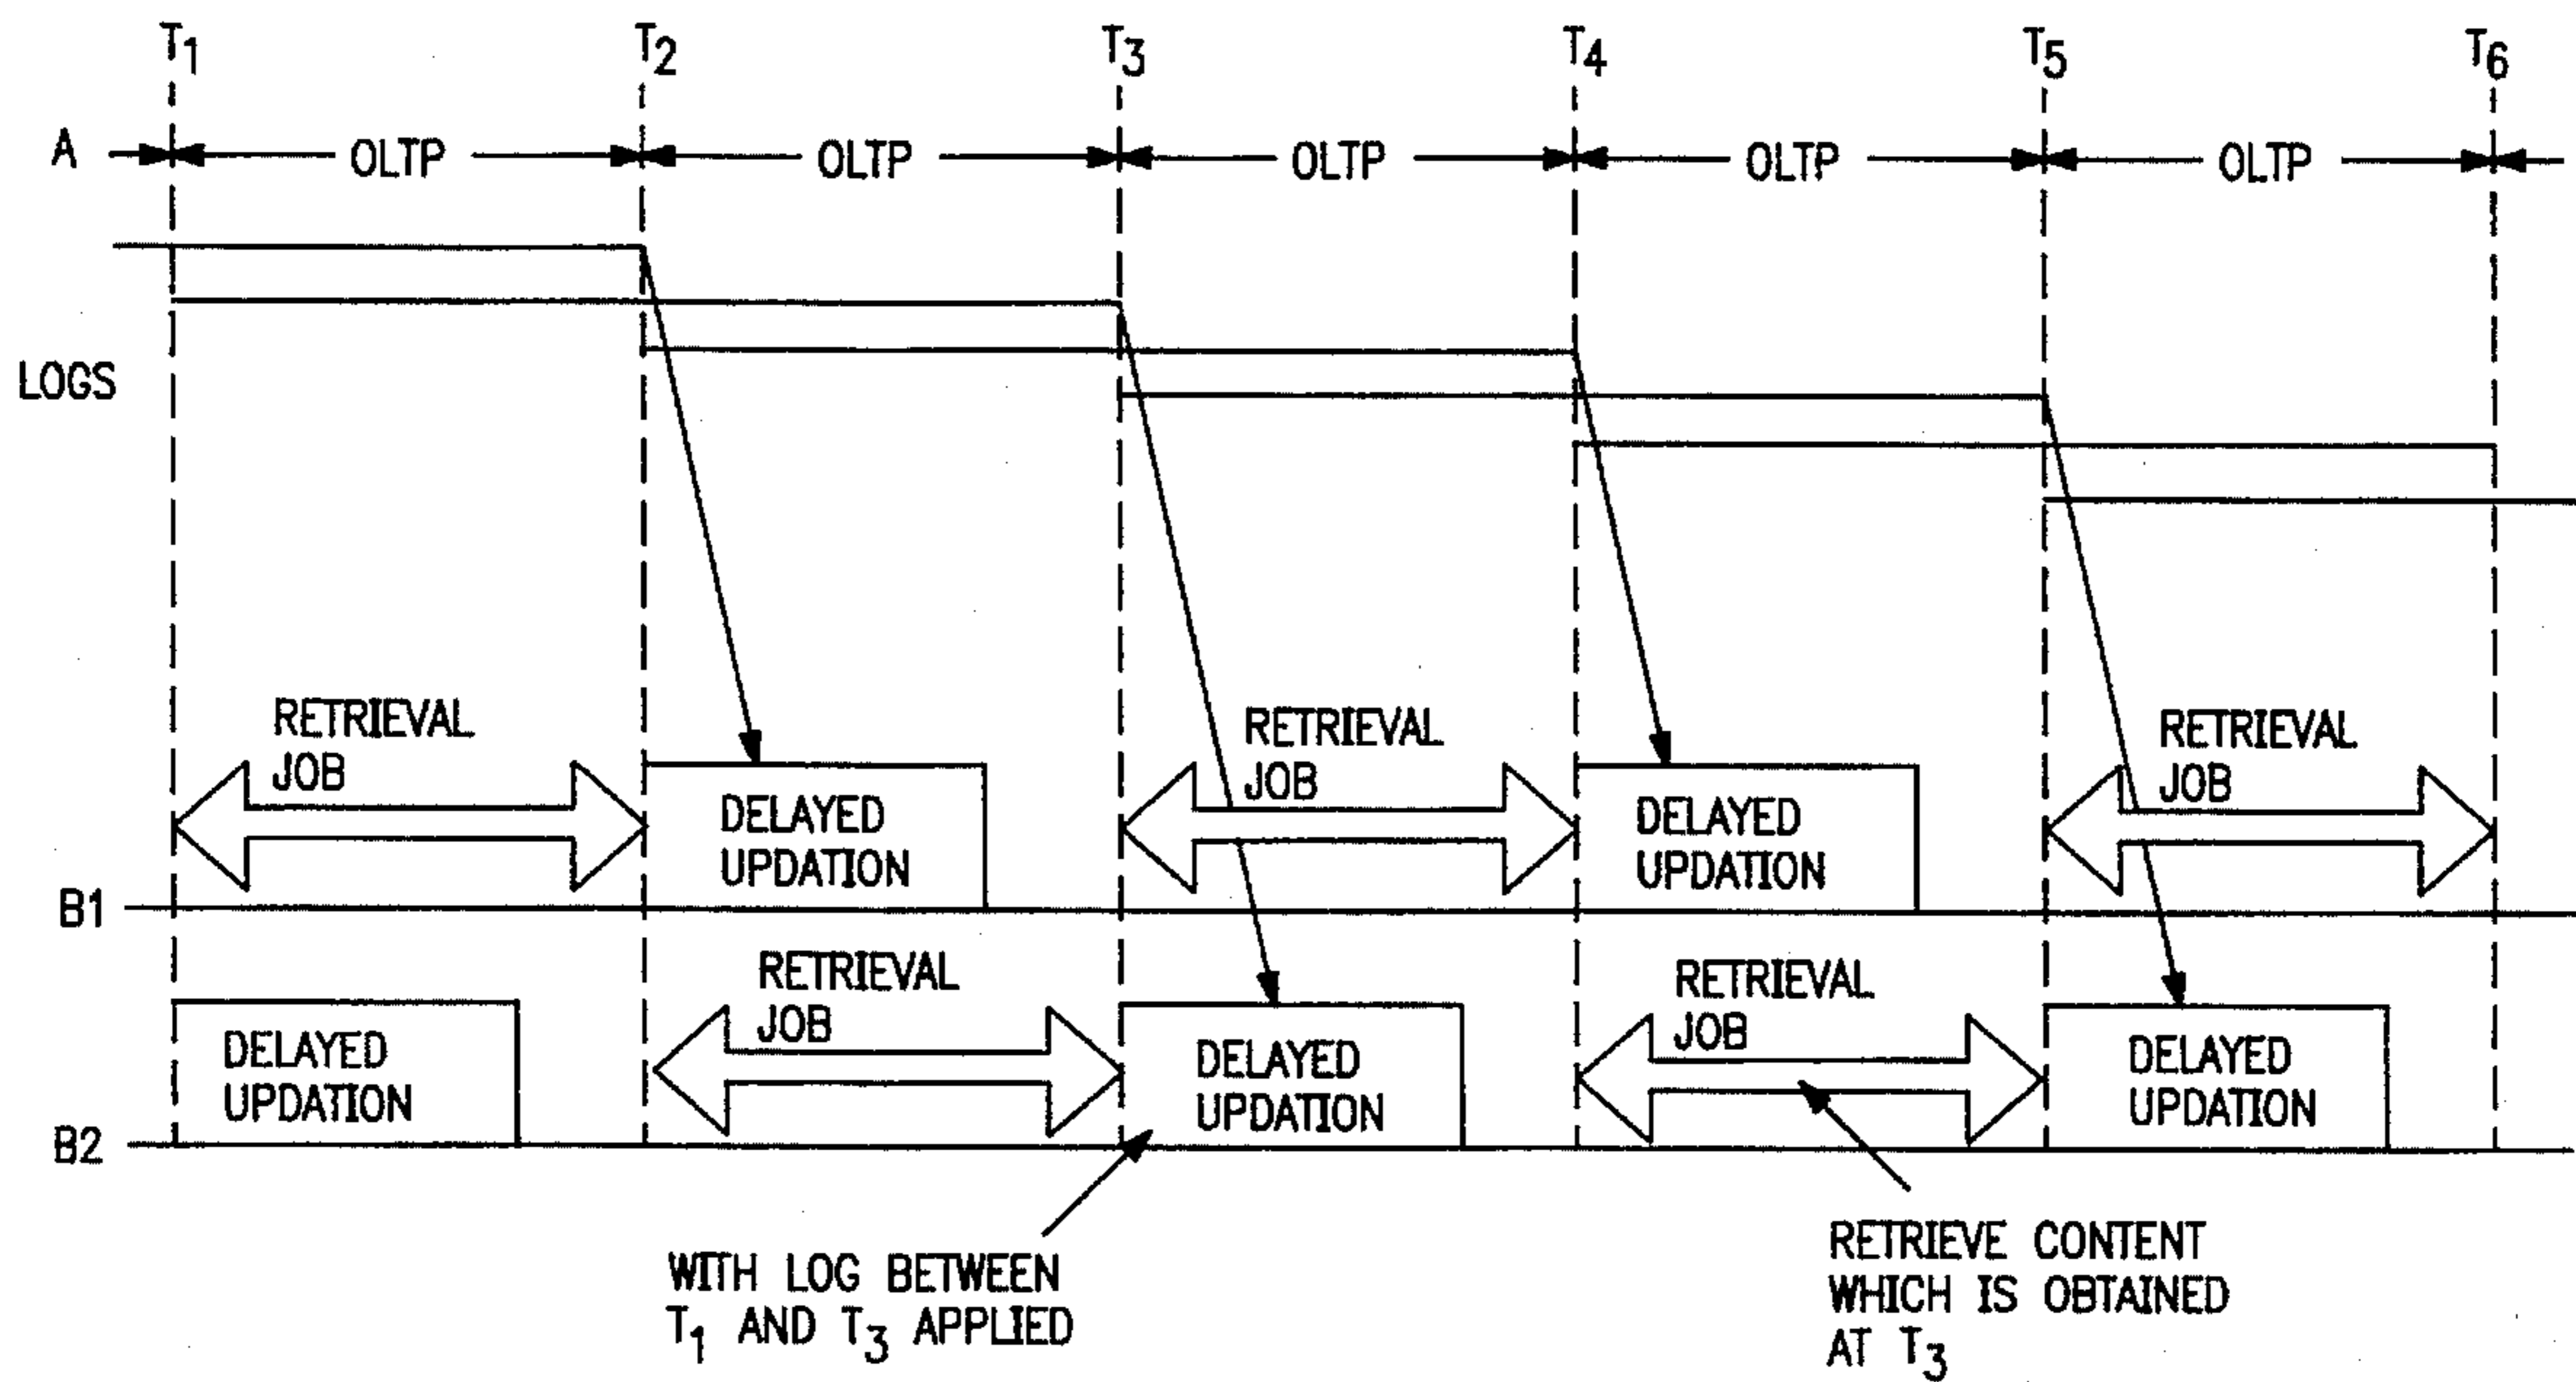 T1 T2 T3 T4 T5 T6
A OLTP OLTP OLTP OLTP OLTP
LOGS
RETRIEVAL
JOB
DELAYED
UPDATION
RETRIEVAL
JOB
DELAYED
UPDATION
RETRIEVAL
JOB
B1
DELAYED
UPDATION
RETRIEVAL
JOB
DELAYED
UPDATION
RETRIEVAL
JOB
DELAYED
UPDATION
B2
WITH LOG BETWEEN
T1 AND T3 APPLIED
RETRIEVE CONTENT
WHICH IS OBTAINED
AT T3